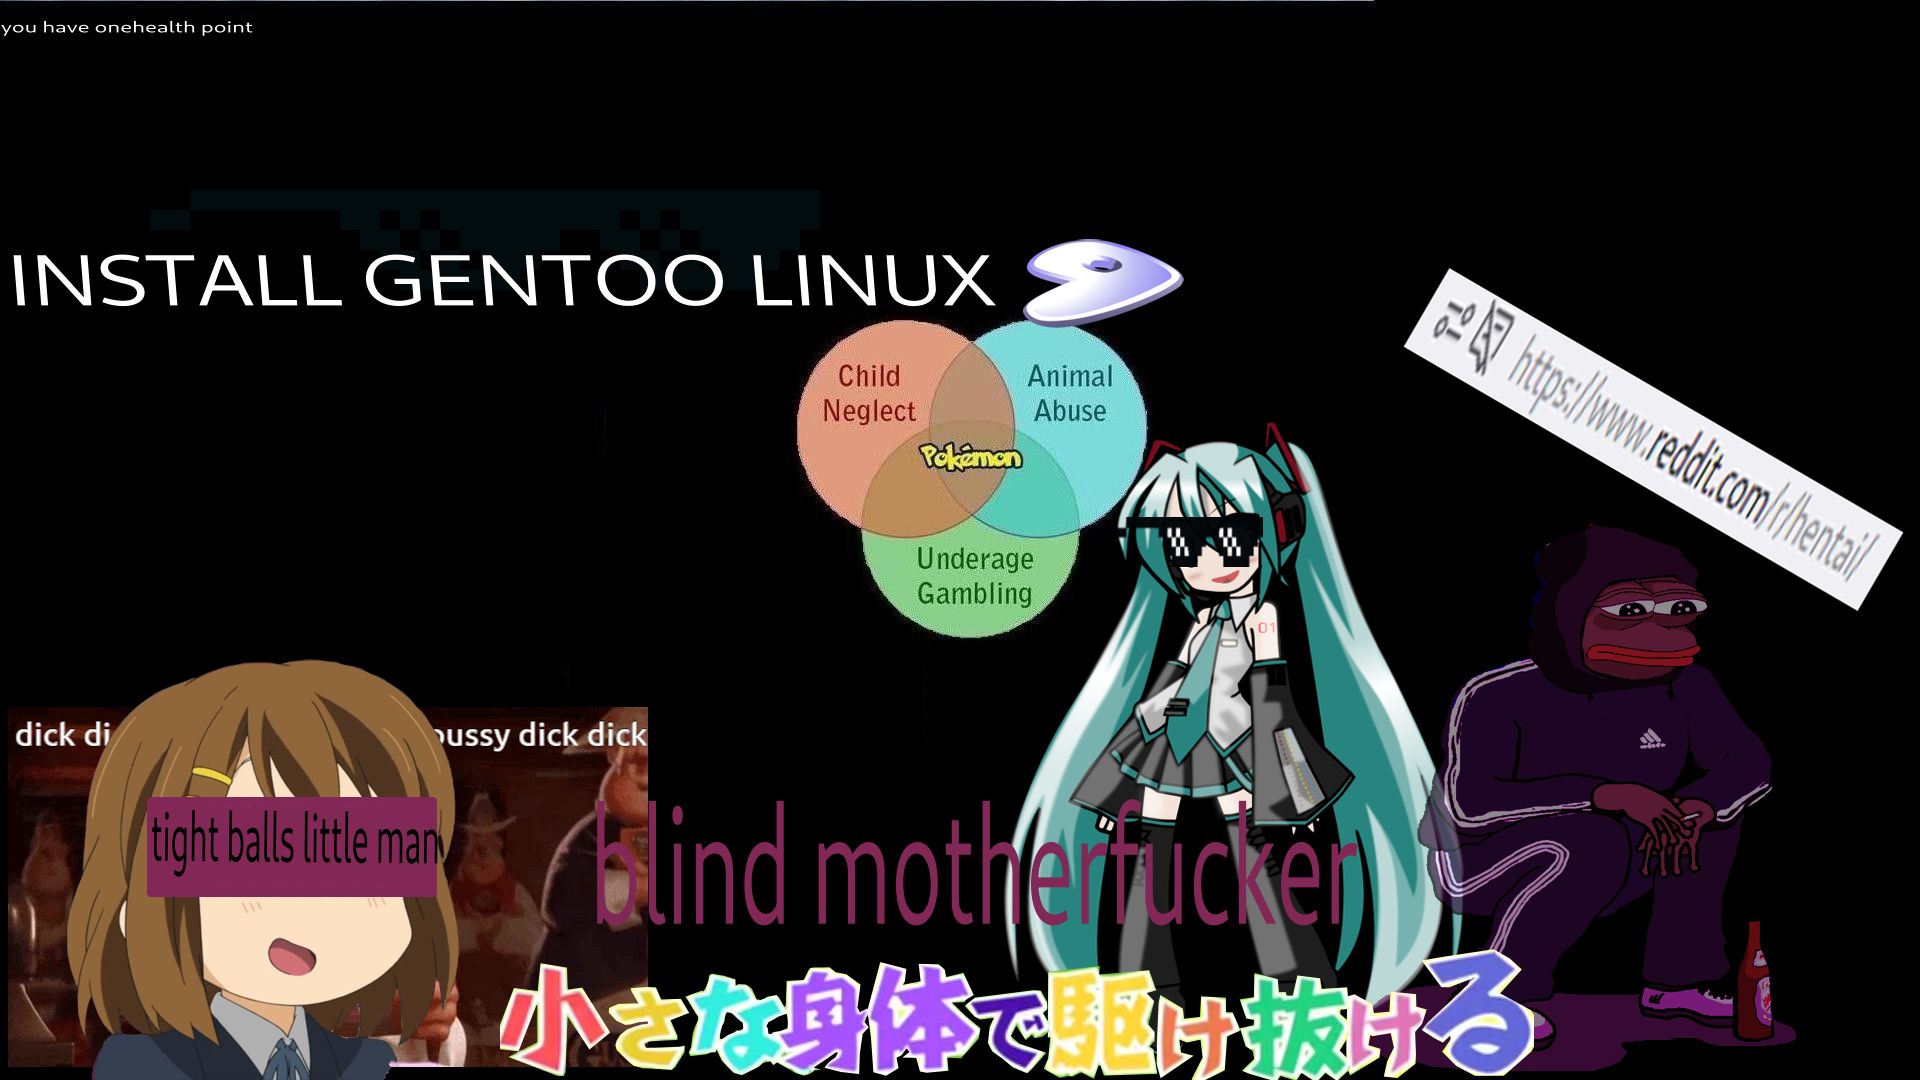 you have onehealth point
INSTALL GENTOO LINUX
Child
Neglect
Animal
Abuse
Pokémon
Underage
Gambling
https://www.reddit.com/r/hentai/
01
dick di
pussy dick dick
tight balls little man
blind motherfucker
小さな身体で駆け抜ける